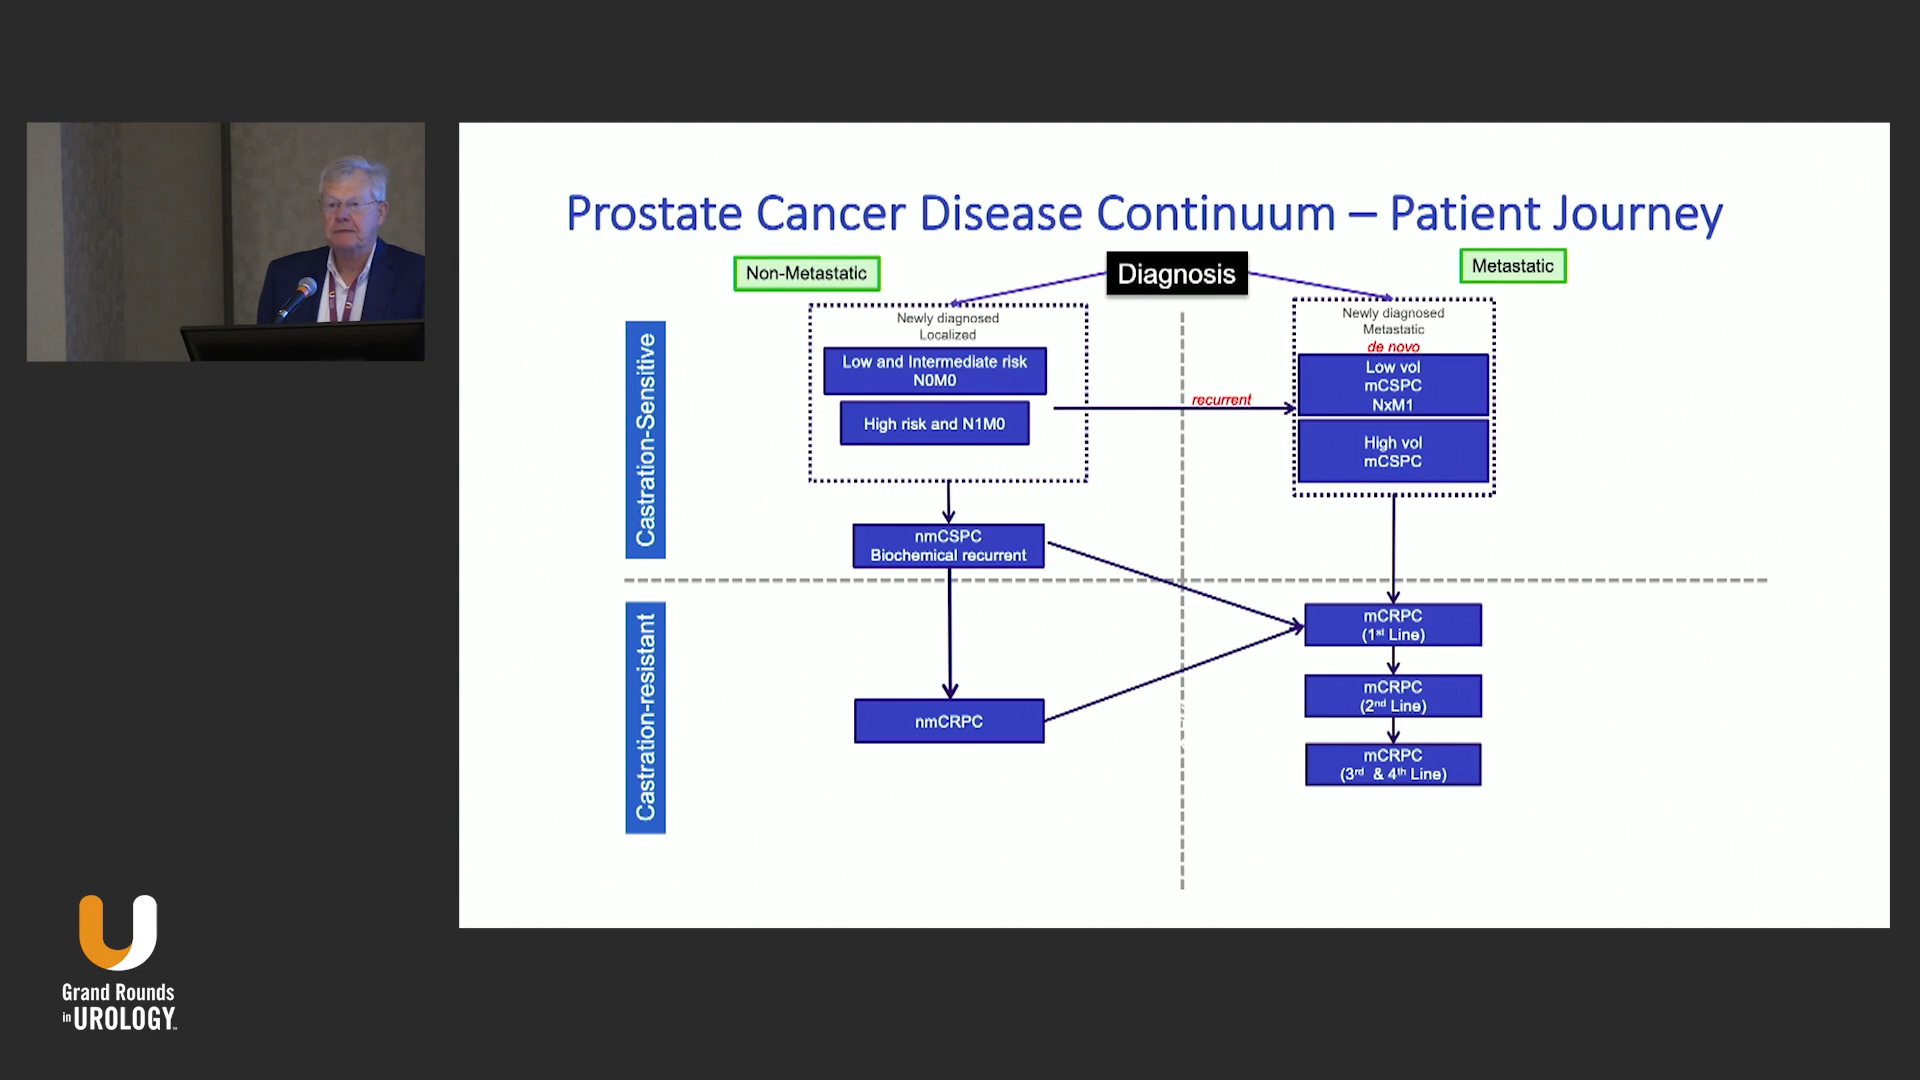 Prostate Cancer Disease Continuum – Patient Journey
Non-Metastatic
Diagnosis
Metastatic
Castration-Sensitive
Newly diagnosed
Localized
Low and Intermediate risk
N0M0
High risk and N1M0
recurrent
Newly diagnosed
Metastatic
de novo
Low vol
mCSPC
NxM1
High vol
mCSPC
nmCSPC
Biochemical recurrent
Castration-resistant
nmCRPC
mCRPC
(1st Line)
mCRPC
(2nd Line)
mCRPC
(3rd & 4th Line)
Grand Rounds
in UROLOGY™